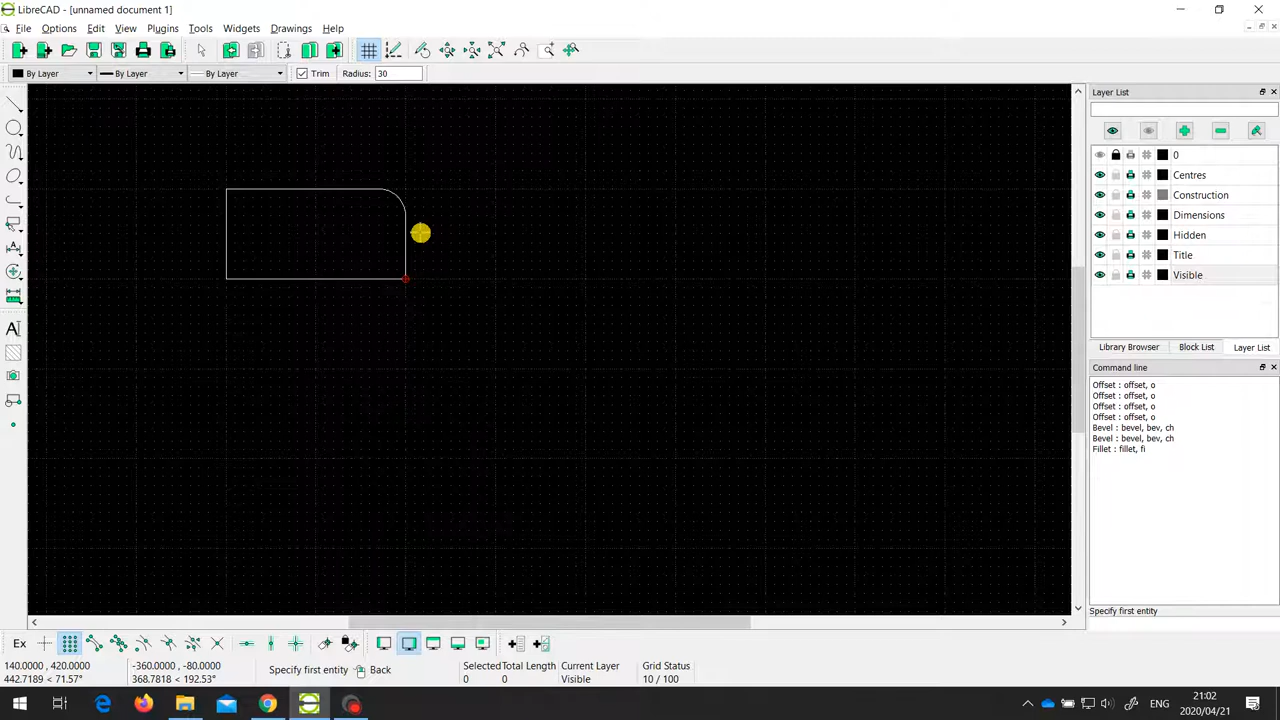 LibreCAD - [unnamed document 1]
File Options Edit View Plugins Tools Widgets Drawings Help
By Layer By Layer By Layer Trim Radius: 30
Layer List
0
Centres
Construction
Dimensions
Hidden
Title
Visible
Library Browser Block List Layer List
Command line
Offset : offset, o
Offset : offset, o
Offset : offset, o
Offset : offset, o
Bevel : bevel, bev, ch
Bevel : bevel, bev, ch
Fillet : fillet, fi
Specify first entity
Ex
140.0000 , 420.0000 -360.0000 , -80.0000 Specify first entity Back Selected Total Length Current Layer Grid Status
442.7189 < 71.57° 368.7818 < 192.53° 0 0 Visible 10 / 100
ENG 21:02
2020/04/21